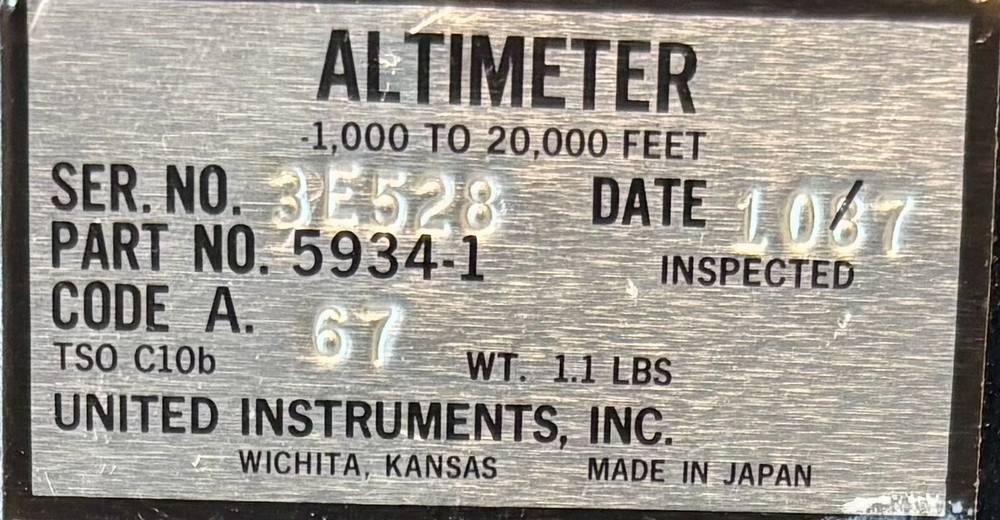 ALTIMETER
-1,000 TO 20,000 FEET
SER. NO. 3E528 DATE 10/87
PART NO. 5934-1 INSPECTED
CODE A. 67
TSO C10b WT. 1.1 LBS
UNITED INSTRUMENTS, INC.
WICHITA, KANSAS MADE IN JAPAN